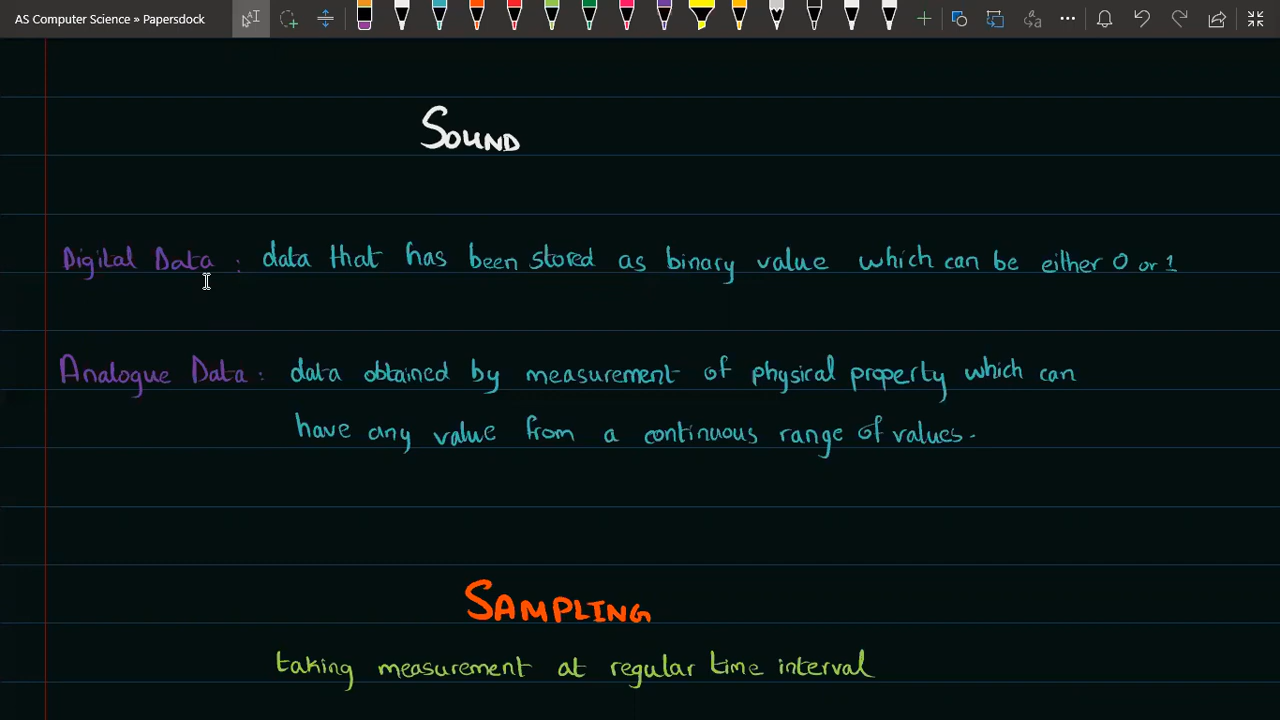 AS Computer Science » Papersdock
SOUND
Digital Data : data that has been stored as binary value which can be either 0 or 1
Analogue Data : data obtained by measurement of physical property which can
have any value from a continuous range of values.
SAMPLING
taking measurement at regular time interval